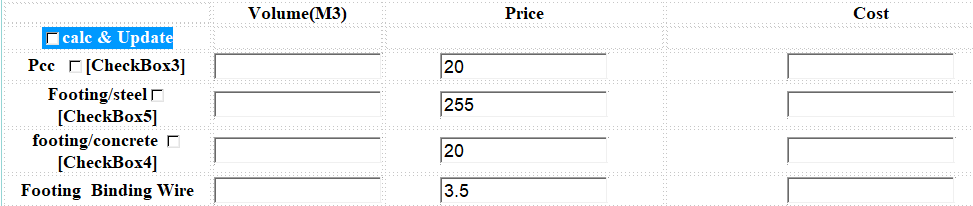 Volume(M3) Price Cost
calc & Update
Pcc [CheckBox3] 20
Footing/steel 255
[CheckBox5]
footing/concrete 20
[CheckBox4]
Footing Binding Wire 3.5